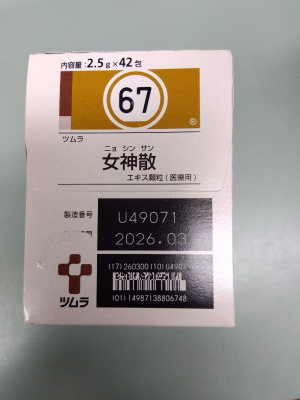 内容量：2.5g×42包
67
®
ツムラ
ニョ シン サン
女神散
エキス顆粒(医療用)
製造番号 U49071
2026.03
(17)260300(10)U49071
ツムラ
(01)14987138806748